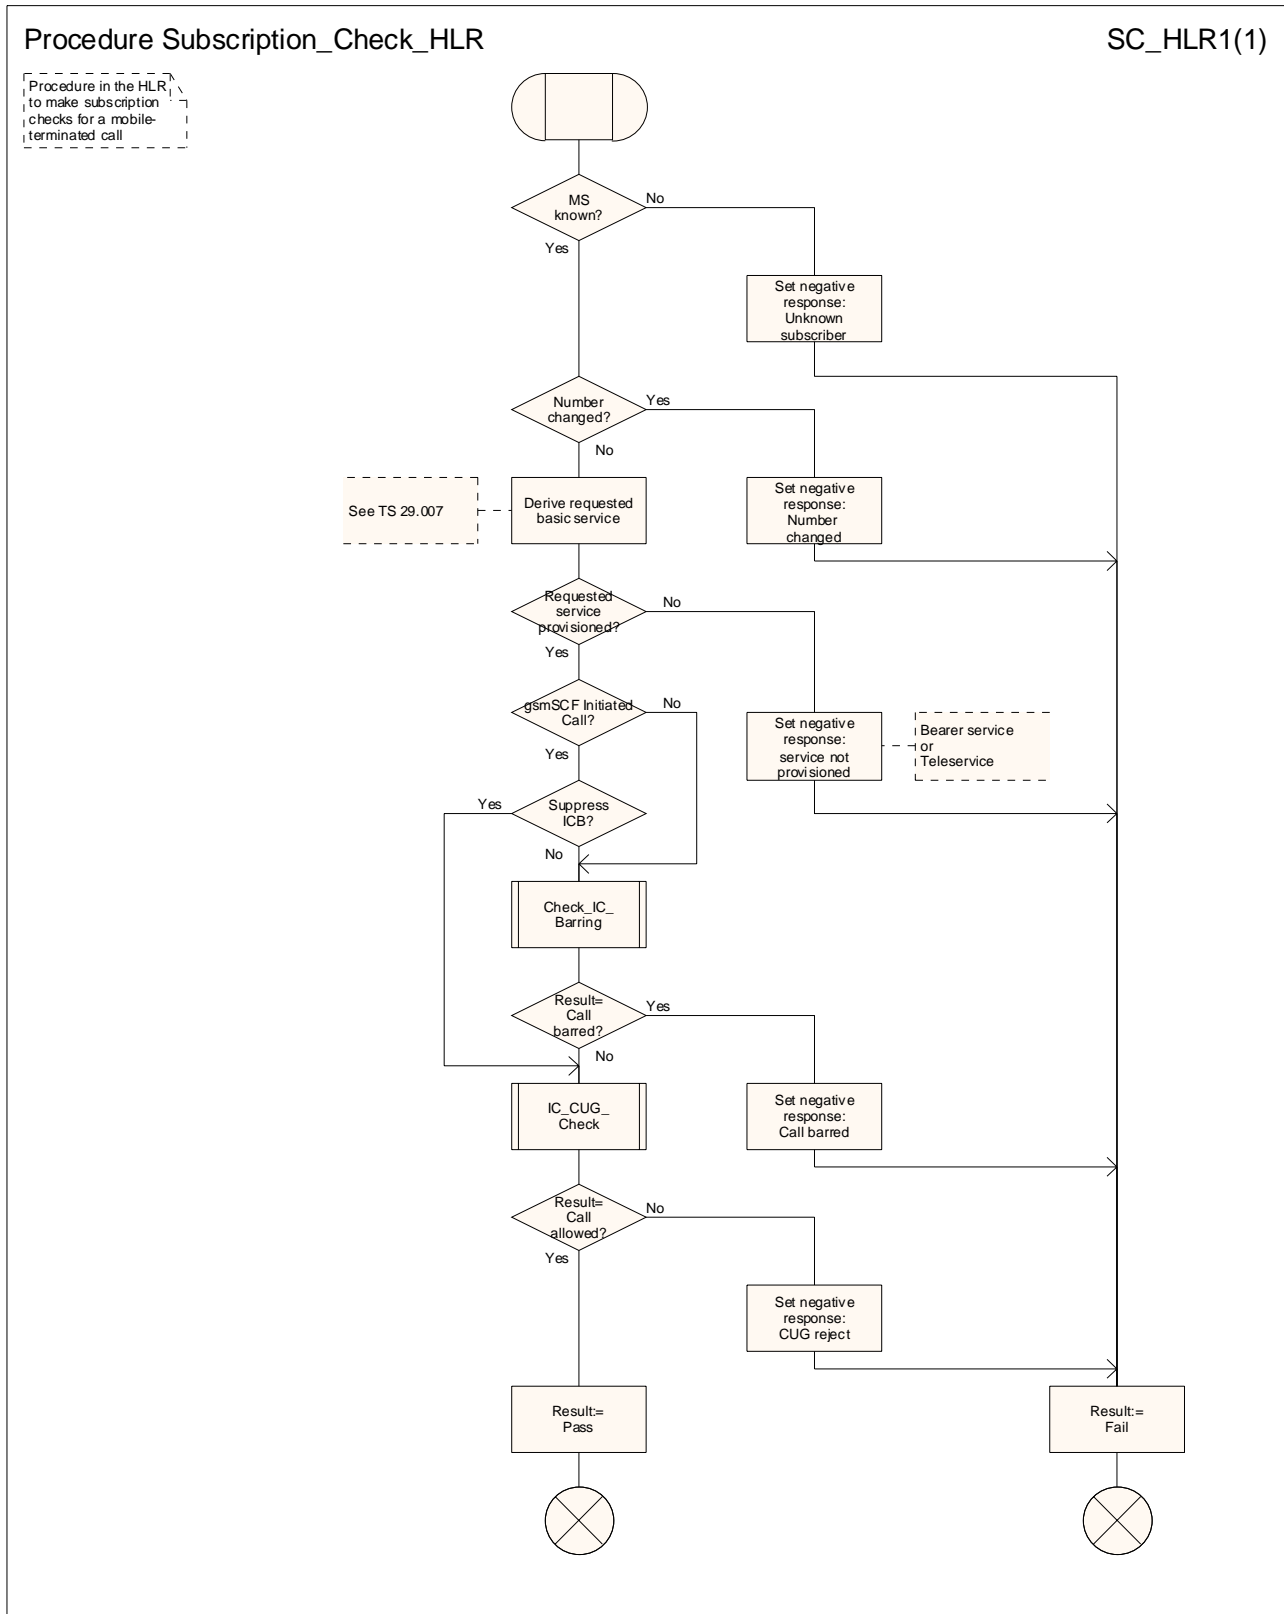 Procedure Subscription_Check_HLR
SC_HLR1(1)
Procedure in the HLR
to make subscription
checks for a mobile-
terminated call
MS
known?
No
Yes
Set negative
response:
Unknown
subscriber
Number
changed?
Yes
No
See TS 29.007
Derive requested
basic service
Set negative
response:
Number
changed
Requested
service
provisioned?
No
Yes
gsmSCF Initiated
Call?
No
Yes
Set negative
response:
service not
provisioned
Bearer service
or
Teleservice
Suppress
ICB?
Yes
No
Check_IC_
Barring
Result=
Call
barred?
Yes
No
IC_CUG_
Check
Set negative
response:
Call barred
Result=
Call
allowed?
No
Yes
Set negative
response:
CUG reject
Result:=
Pass
Result:=
Fail